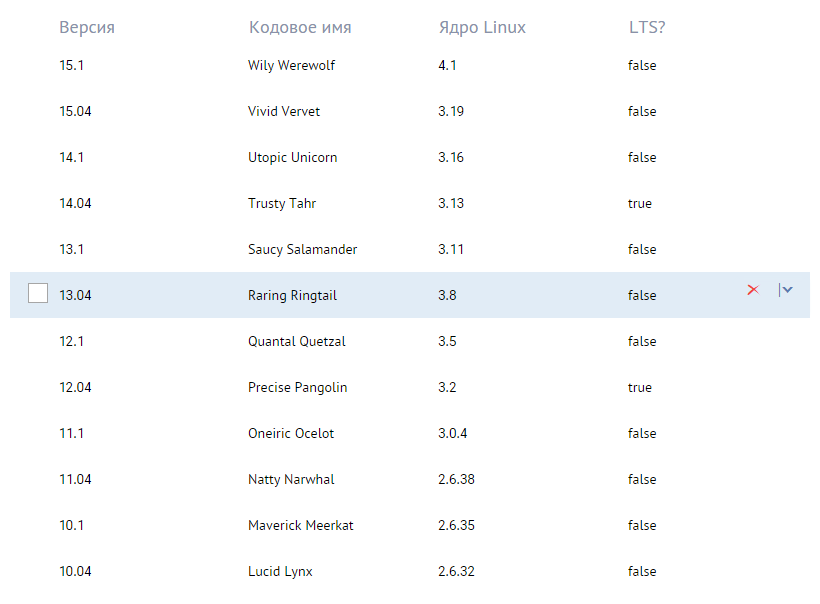 Версия Кодовое имя Ядро Linux LTS?
15.1 Wily Werewolf 4.1 false
15.04 Vivid Vervet 3.19 false
14.1 Utopic Unicorn 3.16 false
14.04 Trusty Tahr 3.13 true
13.1 Saucy Salamander 3.11 false
13.04 Raring Ringtail 3.8 false
12.1 Quantal Quetzal 3.5 false
12.04 Precise Pangolin 3.2 true
11.1 Oneiric Ocelot 3.0.4 false
11.04 Natty Narwhal 2.6.38 false
10.1 Maverick Meerkat 2.6.35 false
10.04 Lucid Lynx 2.6.32 false